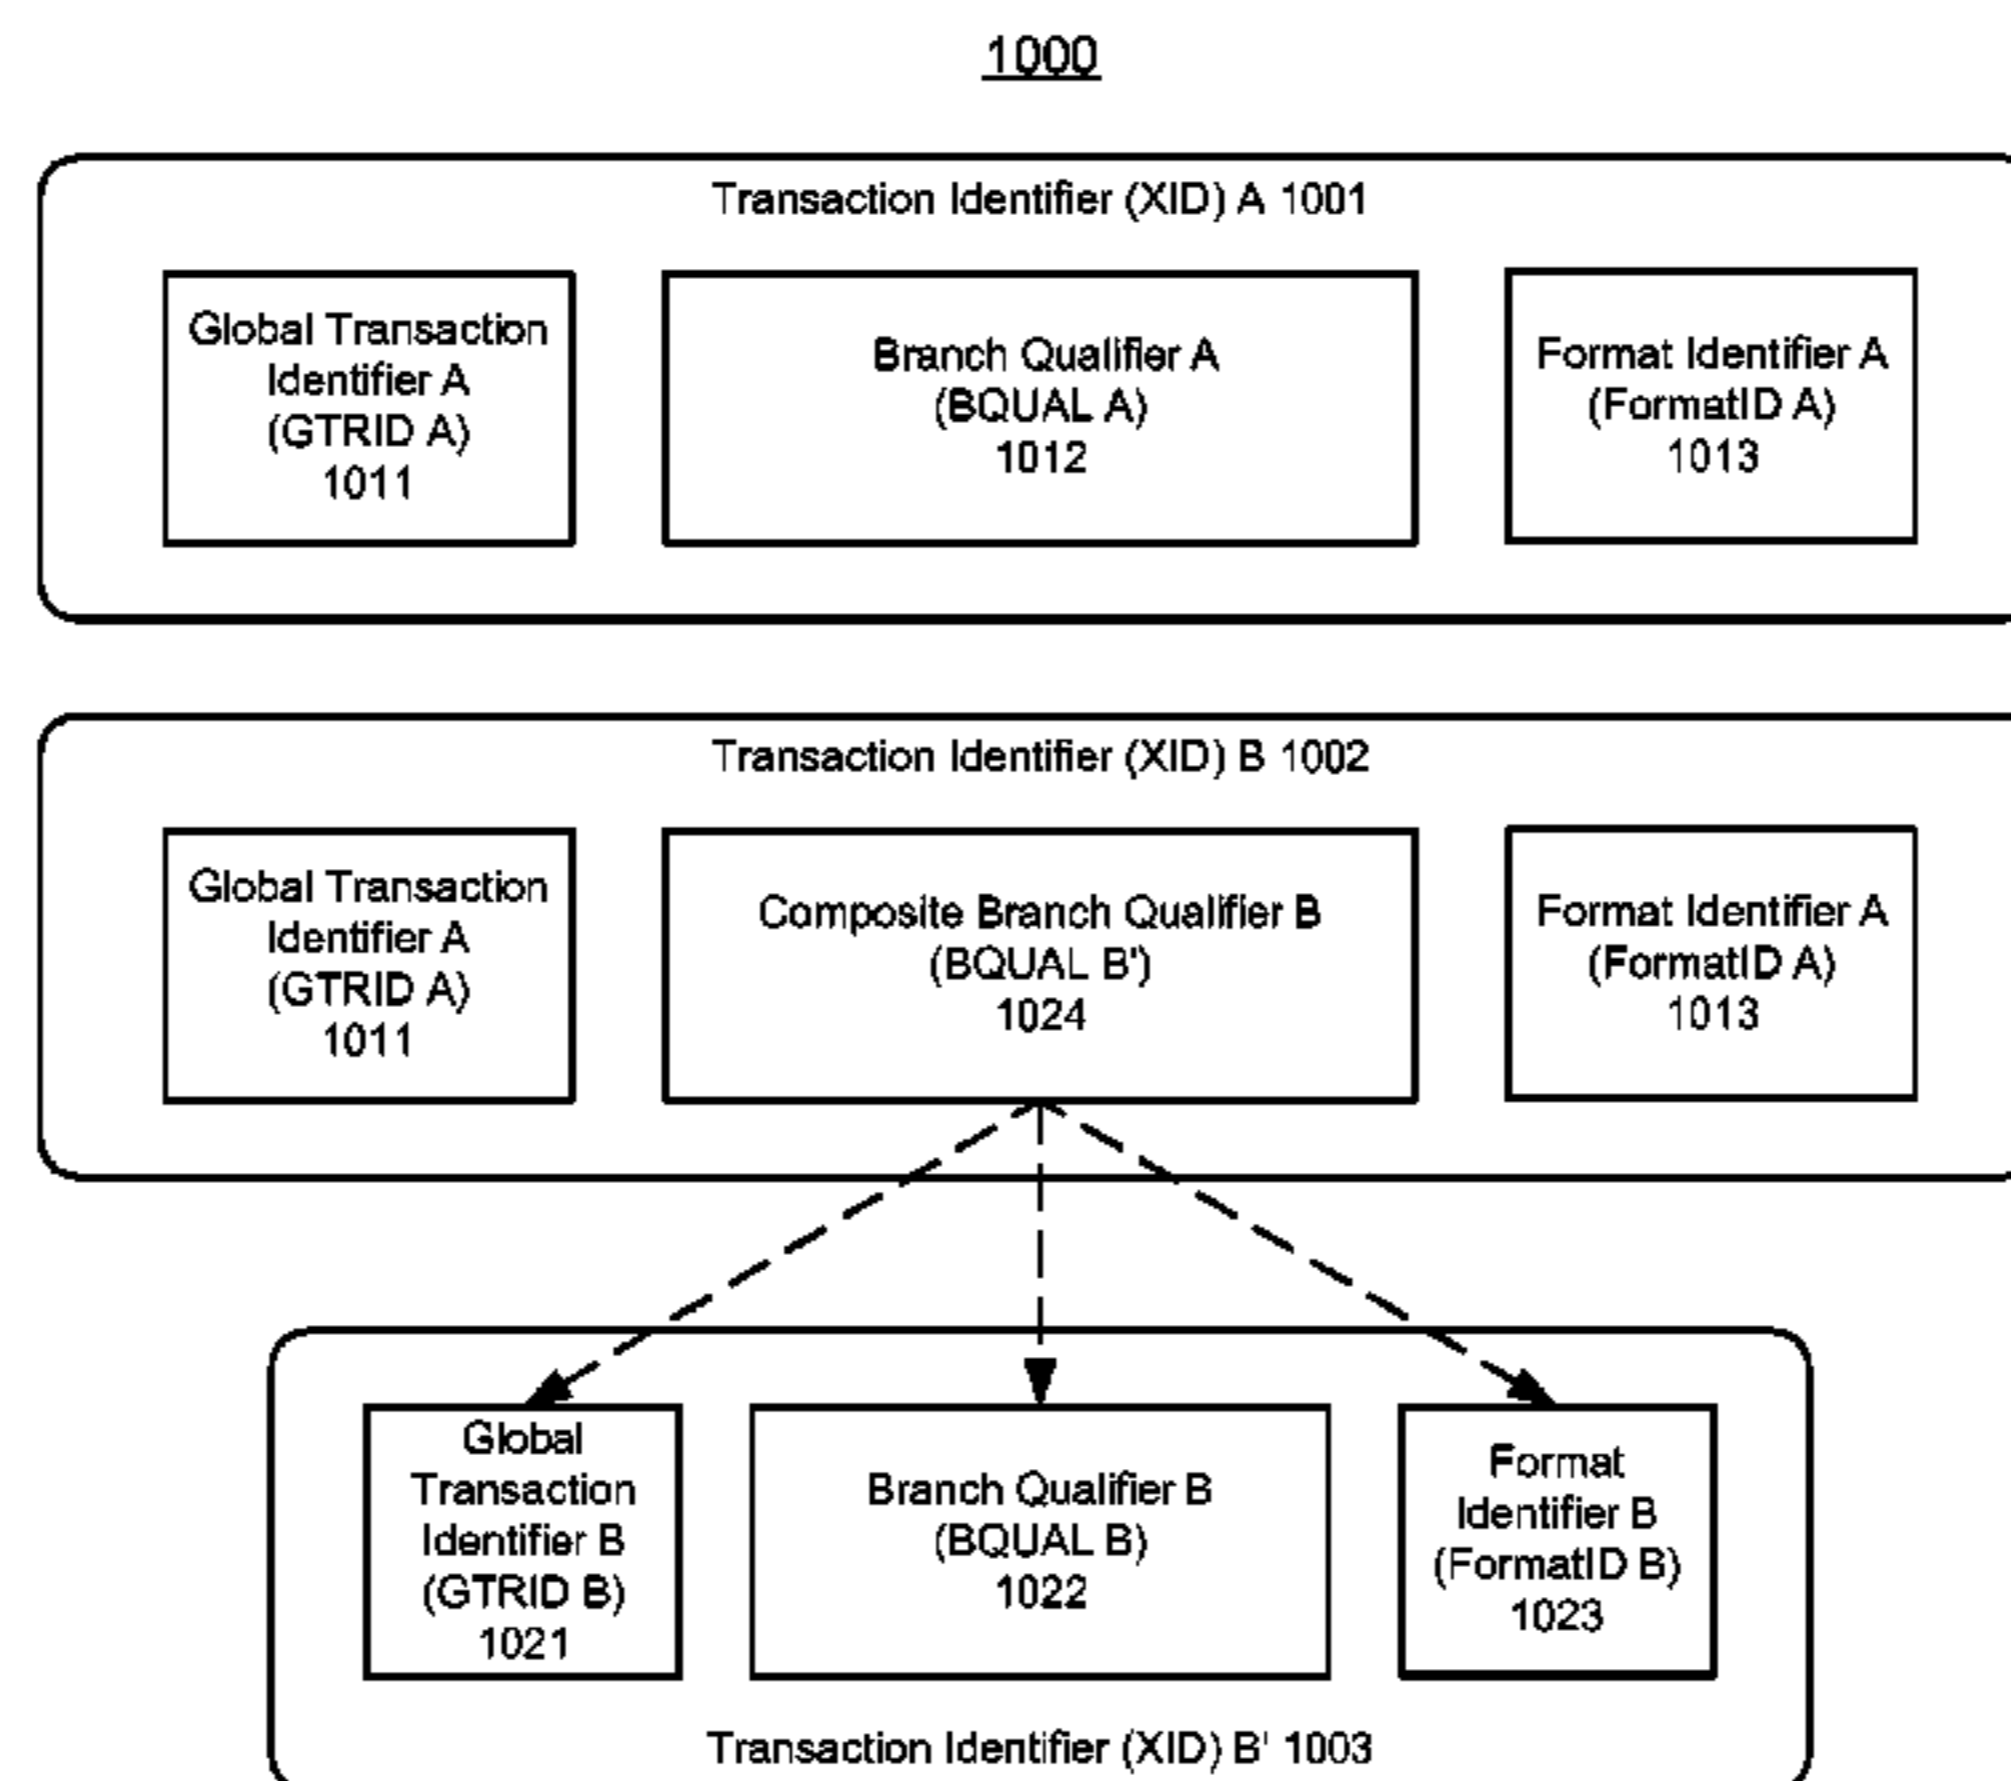 1000
Transaction Identifier (XID) A 1001
Global Transaction
Identifier A
(GTRID A)
1011
Branch Qualifier A
(BQUAL A)
1012
Format Identifier A
(FormatID A)
1013
Transaction Identifier (XID) B 1002
Global Transaction
Identifier A
(GTRID A)
1011
Composite Branch Qualifier B
(BQUAL B')
1024
Format Identifier A
(FormatID A)
1013
Global
Transaction
Identifier B
(GTRID B)
1021
Branch Qualifier B
(BQUAL B)
1022
Format
Identifier B
(FormatID B)
1023
Transaction Identifier (XID) B' 1003